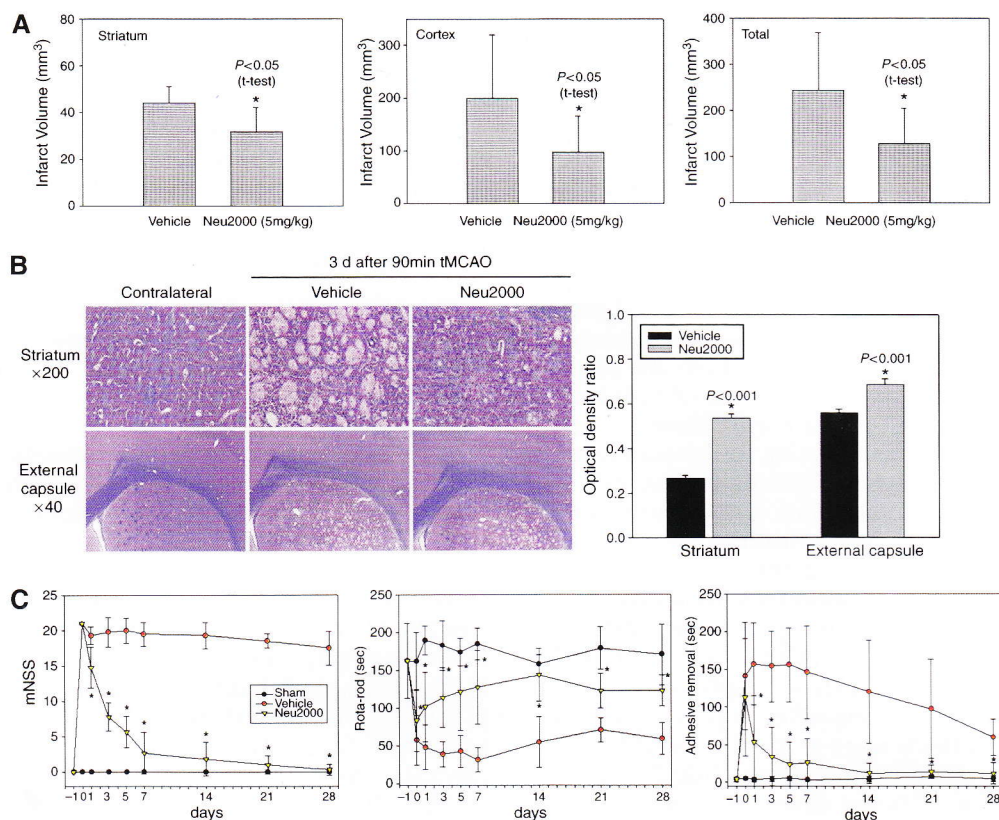 A
Striatum
Infarct Volume (mm³)
80
60
40
20
0
P<0.05
(t-test)
*
Vehicle Neu2000 (5mg/kg)
Cortex
Infarct Volume (mm³)
300
200
100
0
P<0.05
(t-test)
*
Vehicle Neu2000 (5mg/kg)
Total
Infarct Volume (mm³)
400
300
200
100
0
P<0.05
(t-test)
*
Vehicle Neu2000 (5mg/kg)
B
3 d after 90min tMCAO
Contralateral Vehicle Neu2000
Striatum
×200
External
capsule
×40
Optical density ratio
1.0
0.8
0.6
0.4
0.2
0.0
Vehicle
Neu2000
P<0.001
*
P<0.001
*
Striatum External capsule
C
mNSS
25
20
15
10
5
0
* * * * * * *
Sham
Vehicle
Neu2000
−1 0 1 3 5 7 14 21 28
days
Rota-rod (sec)
250
200
150
100
50
0
* * * * * * * *
−1 0 1 3 5 7 14 21 28
days
Adhesive removal (sec)
250
200
150
100
50
0
* * * * * * *
−1 0 1 3 5 7 14 21 28
days